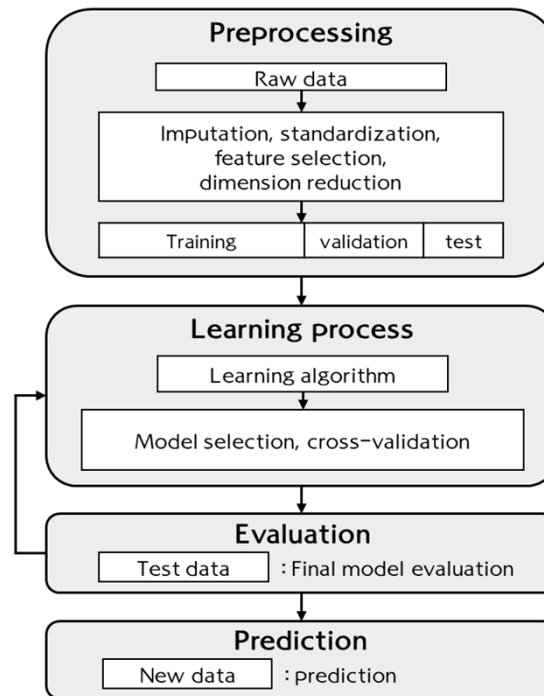 Preprocessing
Raw data
Imputation, standardization,
feature selection,
dimension reduction
Training validation test
Learning process
Learning algorithm
Model selection, cross-validation
Evaluation
Test data : Final model evaluation
Prediction
New data : prediction